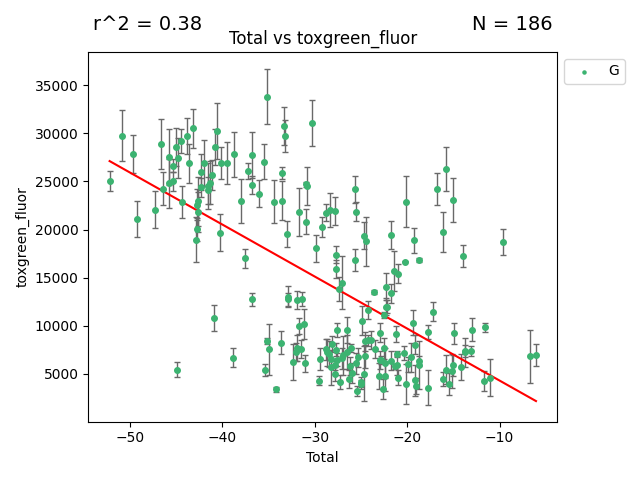 r^2 = 0.38
N = 186
Total vs toxgreen_fluor
G
35000
30000
25000
20000
15000
10000
5000
toxgreen_fluor
−50
−40
−30
−20
−10
Total